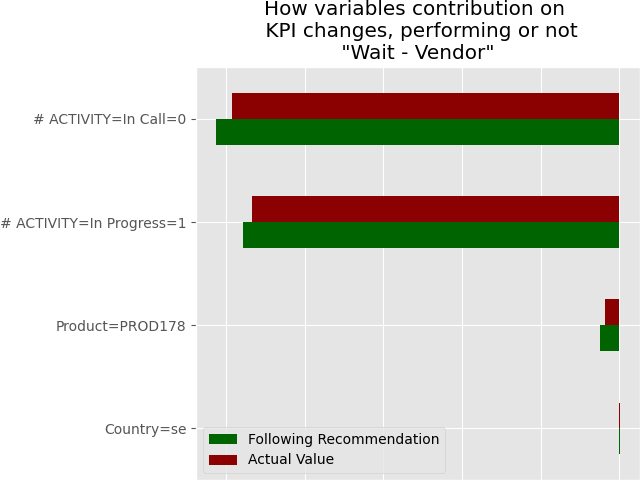 How variables contribution on
KPI changes, performing or not
"Wait - Vendor"
# ACTIVITY=In Call=0
# ACTIVITY=In Progress=1
Product=PROD178
Country=se
Following Recommendation
Actual Value